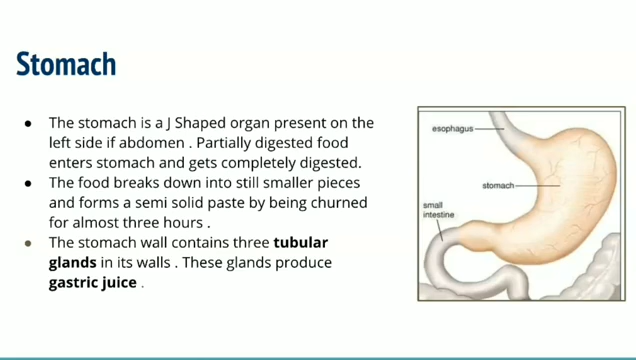 Stomach
● The stomach is a J Shaped organ present on the
left side if abdomen . Partially digested food
enters stomach and gets completely digested.
● The food breaks down into still smaller pieces
and forms a semi solid paste by being churned
for almost three hours .
● The stomach wall contains three tubular
glands in its walls . These glands produce
gastric juice .
esophagus
stomach
small
intestine